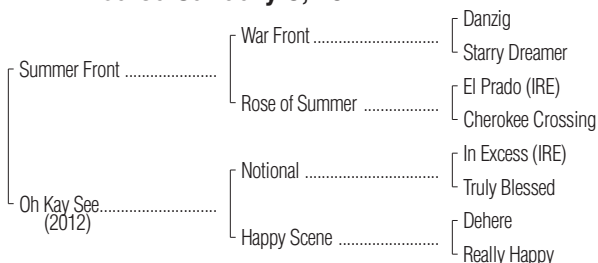 Danzig
War Front
Starry Dreamer
Summer Front
El Prado (IRE)
Rose of Summer
Cherokee Crossing
In Excess (IRE)
Notional
Truly Blessed
Oh Kay See
(2012)
Dehere
Happy Scene
Really Happy